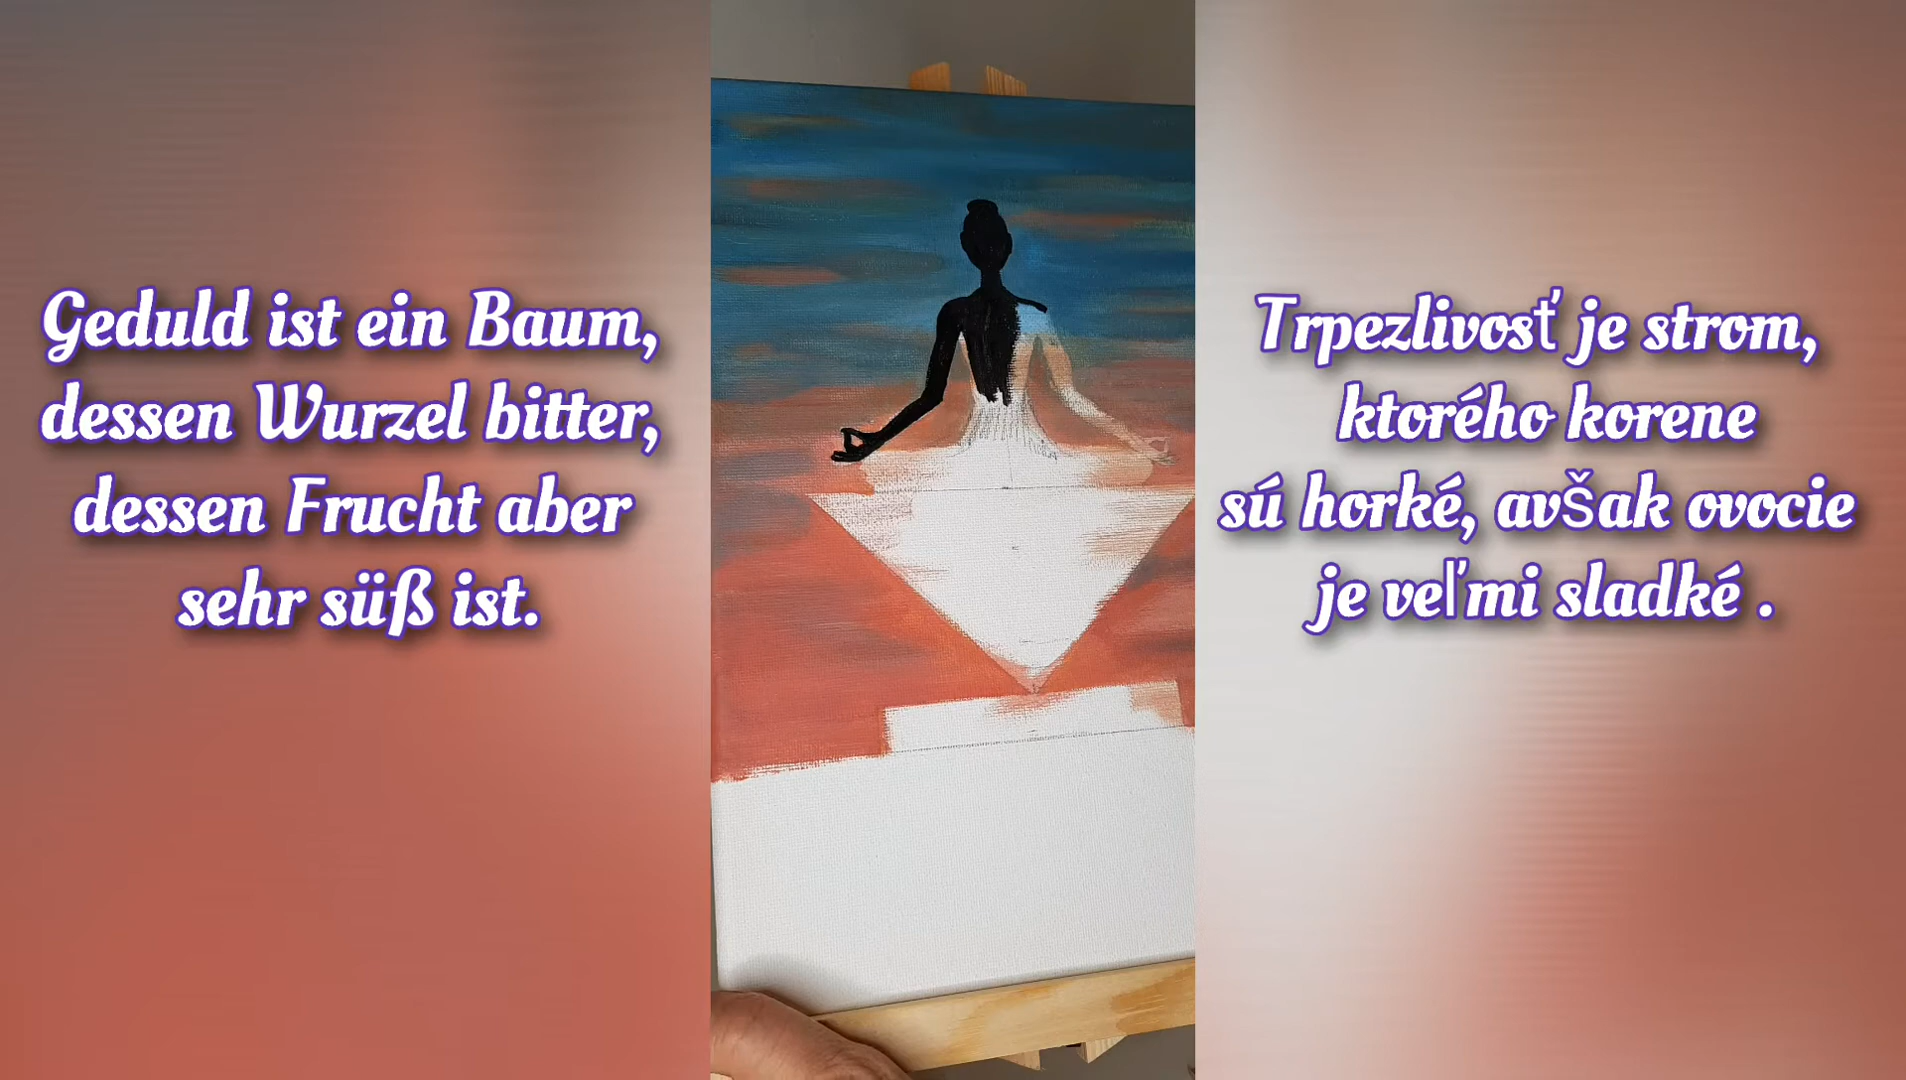 Geduld ist ein Baum,
dessen Wurzel bitter,
dessen Frucht aber
sehr süß ist.
Trpezlivosť je strom,
ktorého korene
sú horké, avšak ovocie
je veľmi sladké .